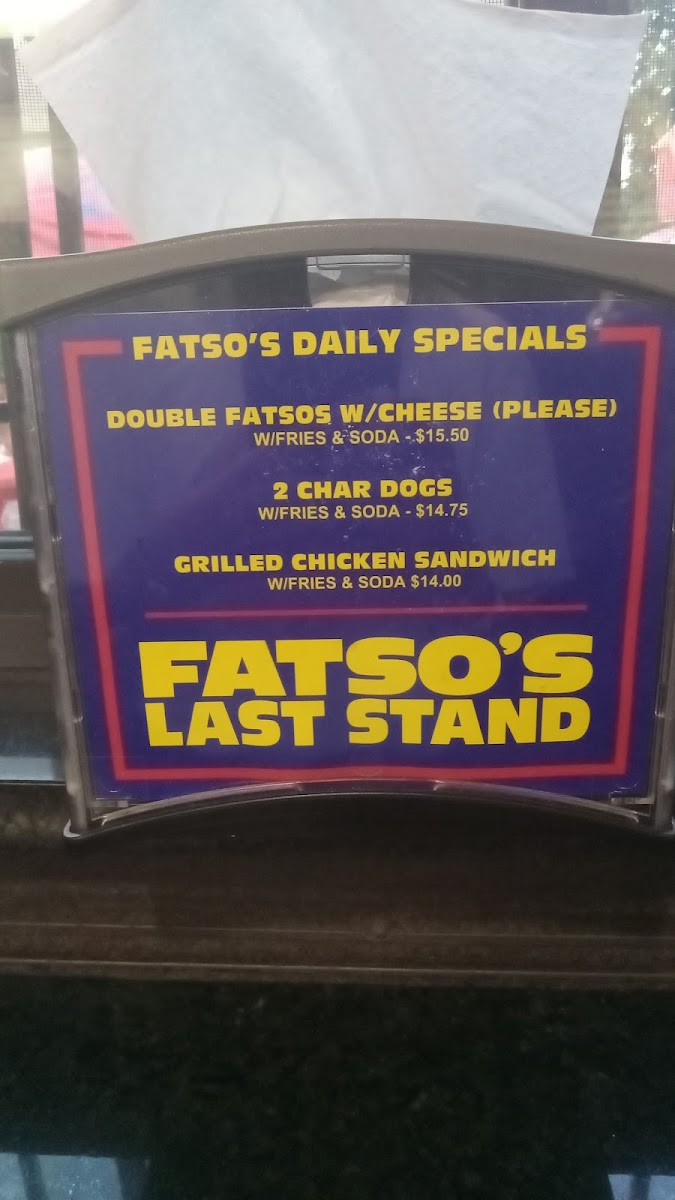 FATSO'S DAILY SPECIALS
DOUBLE FATSOS W/CHEESE (PLEASE)
W/FRIES & SODA - $15.50
2 CHAR DOGS
W/FRIES & SODA - $14.75
GRILLED CHICKEN SANDWICH
W/FRIES & SODA $14.00
FATSO'S
LAST STAND